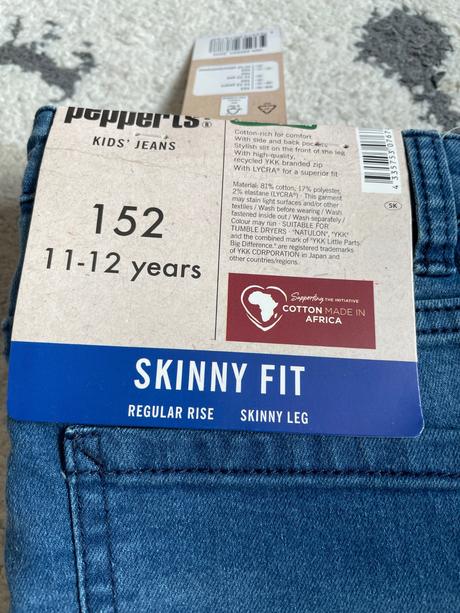 pepperts®
KIDS' JEANS
152
11-12 years
Cotton-rich for comfort
With side and back pockets
Stylish slit on the front of the leg
With high-quality,
recycled YKK branded zip
With LYCRA® for a superior fit
Material: 81% cotton, 17% polyester,
2% elastane (LYCRA®) · This garment
may stain light surfaces and/or other
textiles / Wash before wearing / Wash
fastened inside out / Wash separately /
Colour may run · SUITABLE FOR
TUMBLE DRYERS · "NATULON", "YKK"
and the combined mark of "YKK Little Parts.
Big Difference." are registered trademarks
of YKK CORPORATION in Japan and
other countries/regions.
SK
Supporting THE INITIATIVE
COTTON MADE IN
AFRICA
SKINNY FIT
REGULAR RISE SKINNY LEG